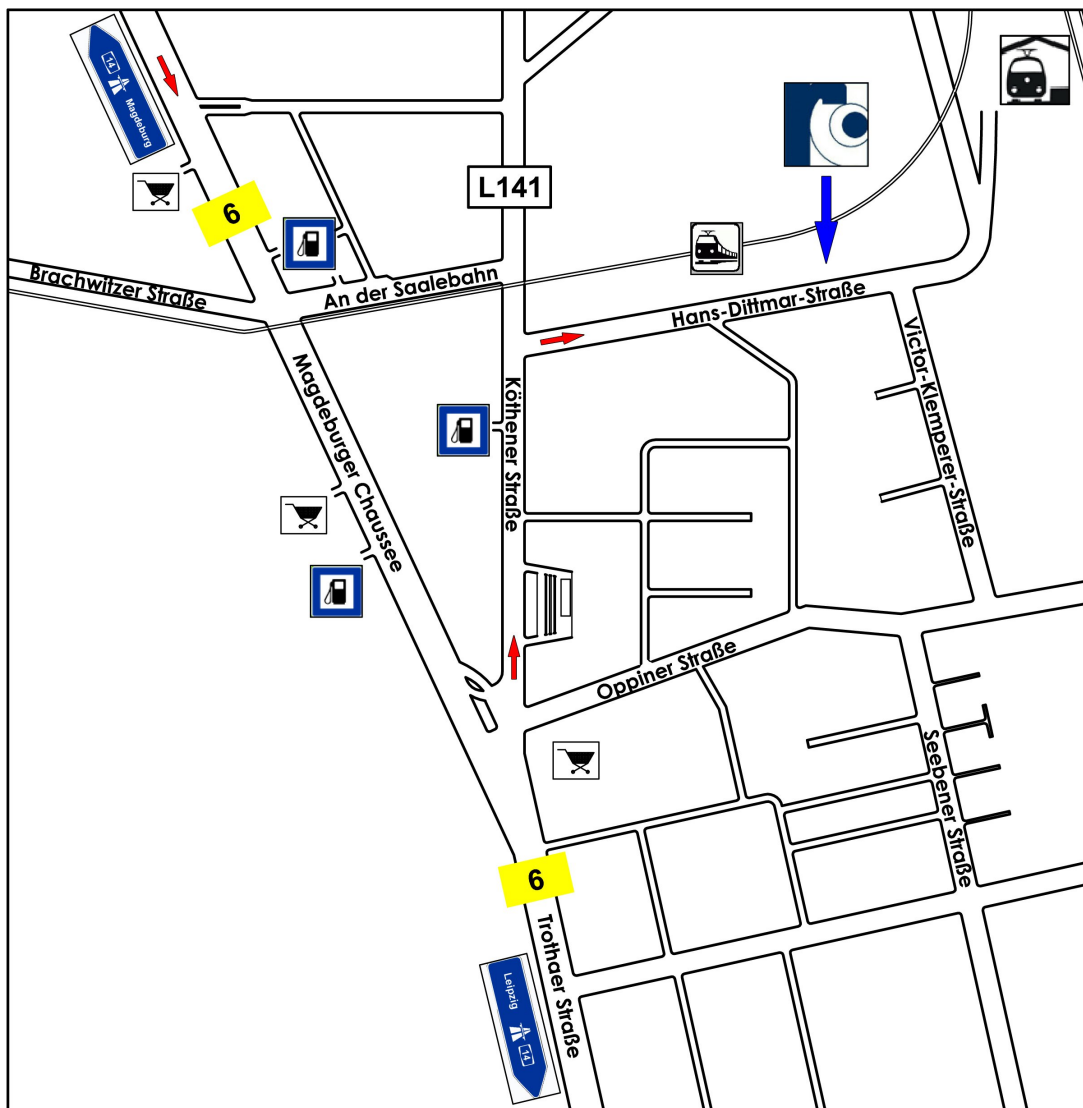 14
Magdeburg
L141
6
Brachwitzer Straße
An der Saalebahn
Hans-Dittmar-Straße
Magdeburger Chaussee
Köthener Straße
Victor-Klemperer-Straße
Oppiner Straße
Seebener Straße
6
Trothaer Straße
Leipzig
14